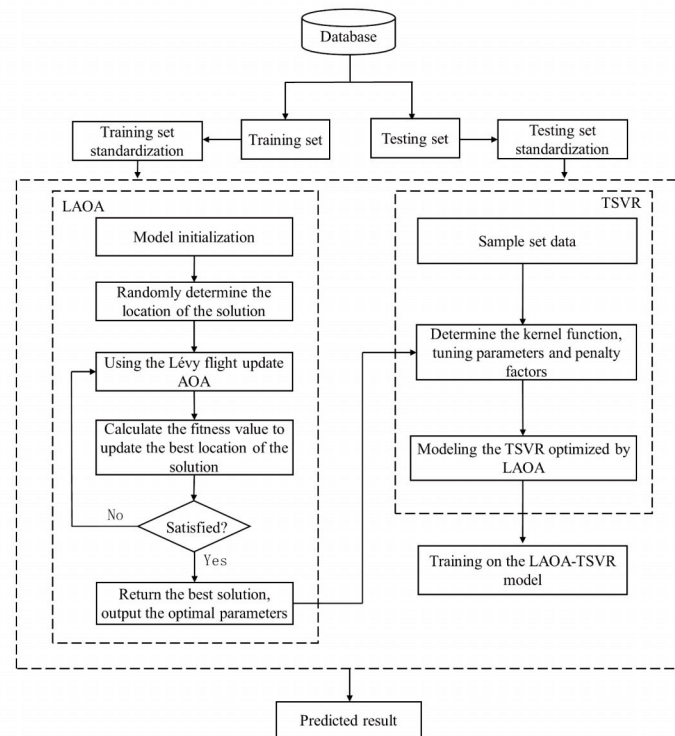 Database
Training set
standardization
Training set
Testing set
Testing set
standardization
LAOA
Model initialization
Randomly determine the
location of the solution
Using the Lévy flight update
AOA
Calculate the fitness value to
update the best location of the
solution
No
Satisfied?
Yes
Return the best solution,
output the optimal parameters
TSVR
Sample set data
Determine the kernel function,
tuning parameters and penalty
factors
Modeling the TSVR optimized by
LAOA
Training on the LAOA-TSVR
model
Predicted result